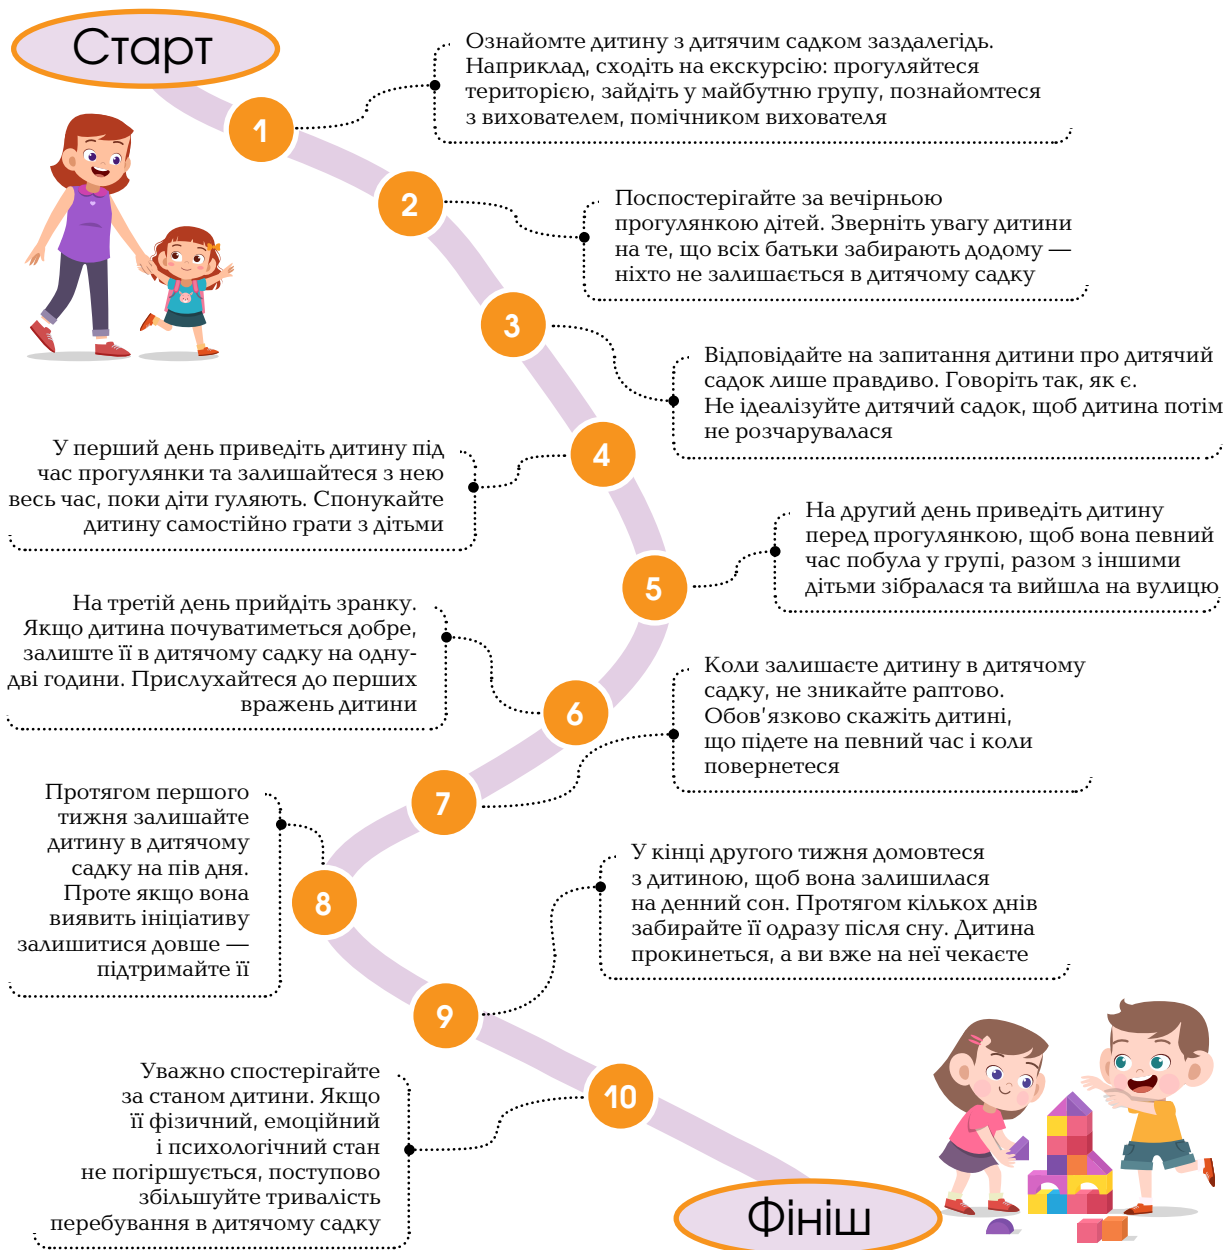 Старт
1
Ознайомте дитину з дитячим садком заздалегідь.
Наприклад, сходіть на екскурсію: прогуляйтеся
територією, зайдіть у майбутню групу, познайомтеся
з вихователем, помічником вихователя
2
Поспостерігайте за вечірньою
прогулянкою дітей. Зверніть увагу дитини
на те, що всіх батьки забирають додому —
ніхто не залишається в дитячому садку
3
Відповідайте на запитання дитини про дитячий
садок лише правдиво. Говоріть так, як є.
Не ідеалізуйте дитячий садок, щоб дитина потім
не розчарувалася
4
У перший день приведіть дитину під
час прогулянки та залишайтеся з нею
весь час, поки діти гуляють. Спонукайте
дитину самостійно грати з дітьми
5
На другий день приведіть дитину
перед прогулянкою, щоб вона певний
час побула у групі, разом з іншими
дітьми зібралася та вийшла на вулицю
6
На третій день прийдіть зранку.
Якщо дитина почуватиметься добре,
залиште її в дитячому садку на одну-
дві години. Прислухайтеся до перших
вражень дитини
7
Коли залишаєте дитину в дитячому
садку, не зникайте раптово.
Обов’язково скажіть дитині,
що підете на певний час і коли
повернетеся
8
Протягом першого
тижня залишайте
дитину в дитячому
садку на пів дня.
Проте якщо вона
виявить ініціативу
залишитися довше —
підтримайте її
9
У кінці другого тижня домовтеся
з дитиною, щоб вона залишилася
на денний сон. Протягом кількох днів
забирайте її одразу після сну. Дитина
прокинеться, а ви вже на неї чекаєте
10
Уважно спостерігайте
за станом дитини. Якщо
її фізичний, емоційний
і психологічний стан
не погіршується, поступово
збільшуйте тривалість
перебування в дитячому садку
Фініш